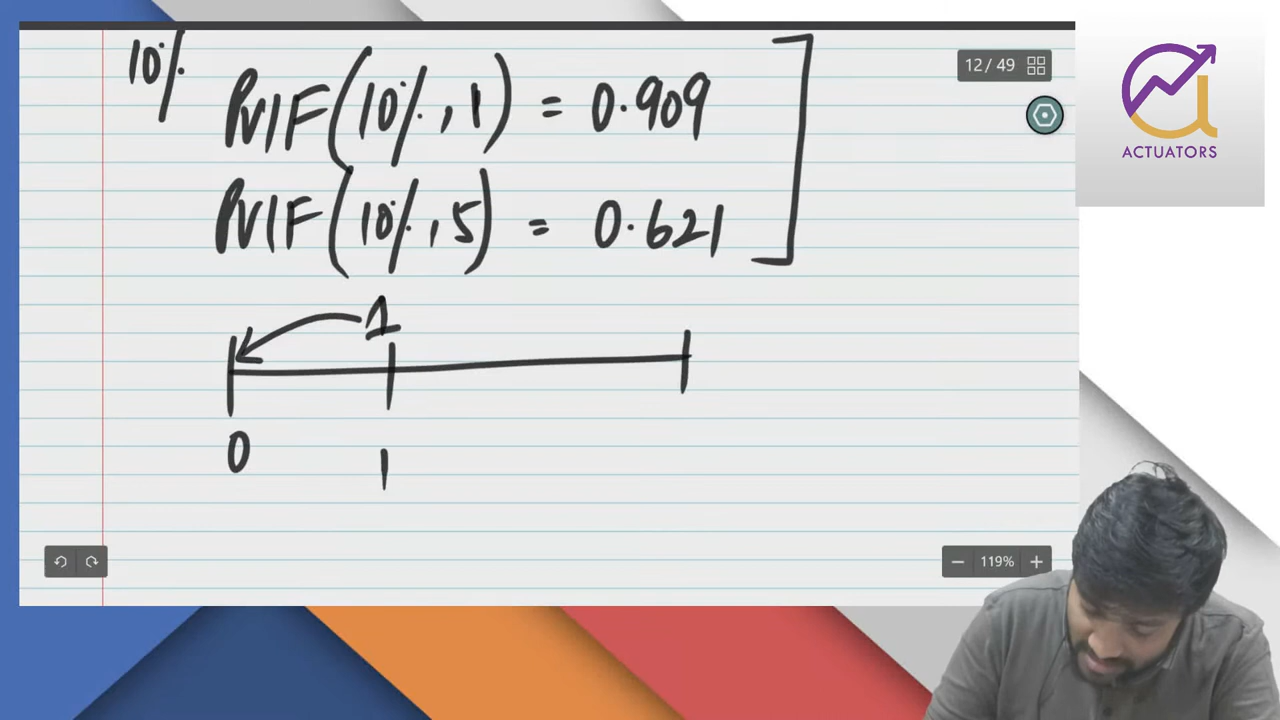 10%
PVIF(10%, 1) = 0.909
PVIF(10%, 5) = 0.621
1
0 1
12 / 49
ACTUATORS
119%